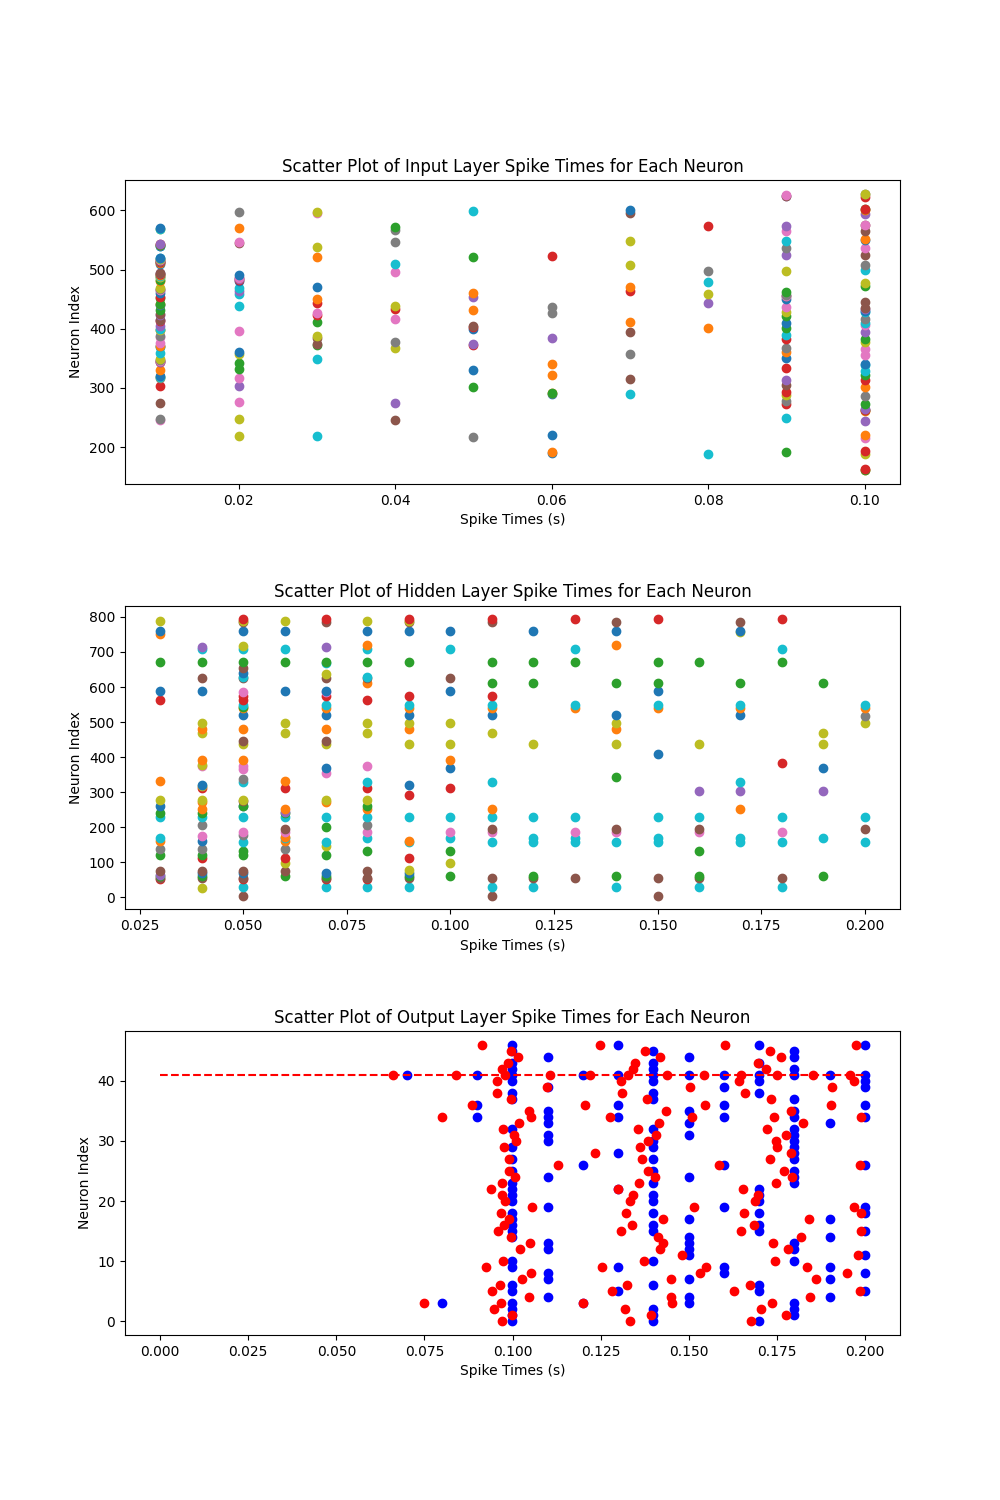 Scatter Plot of Input Layer Spike Times for Each Neuron
600
500
400
300
200
Neuron Index
0.02 0.04 0.06 0.08 0.10
Spike Times (s)
Scatter Plot of Hidden Layer Spike Times for Each Neuron
800
700
600
500
400
300
200
100
0
Neuron Index
0.025 0.050 0.075 0.100 0.125 0.150 0.175 0.200
Spike Times (s)
Scatter Plot of Output Layer Spike Times for Each Neuron
40
30
20
10
0
Neuron Index
0.000 0.025 0.050 0.075 0.100 0.125 0.150 0.175 0.200
Spike Times (s)